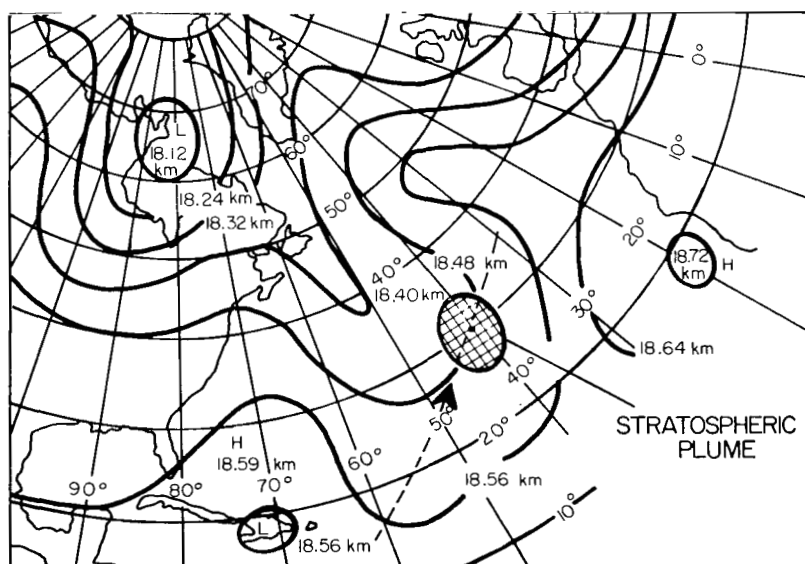 0°
70°
L
18.12
km
60°
10°
18.24 km
50°
18.32 km
20°
18.72
km
H
40°
18.48 km
18.40 km
30°
18.64 km
40°
50°
20°
STRATOSPHERIC
PLUME
H
18.59 km
60°
18.56 km
90°
80°
70°
10°
L
18.56 km